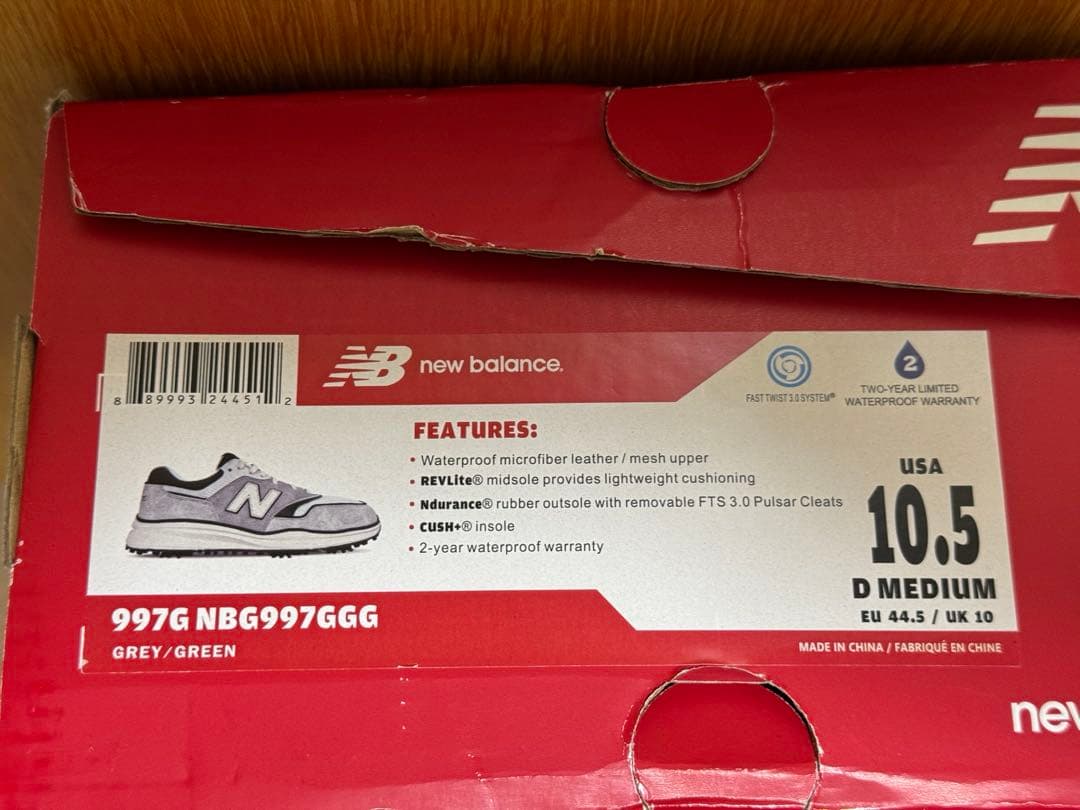 8 89993 24451 2
NB new balance.
FAST TWIST 3.0 SYSTEM®
2
TWO-YEAR LIMITED
WATERPROOF WARRANTY
FEATURES:
• Waterproof microfiber leather / mesh upper
• REVLite® midsole provides lightweight cushioning
• Ndurance® rubber outsole with removable FTS 3.0 Pulsar Cleats
• CUSH+® insole
• 2-year waterproof warranty
N
USA
10.5
D MEDIUM
EU 44.5 / UK 10
997G NBG997GGG
GREY/GREEN
MADE IN CHINA / FABRIQUÉ EN CHINE
new